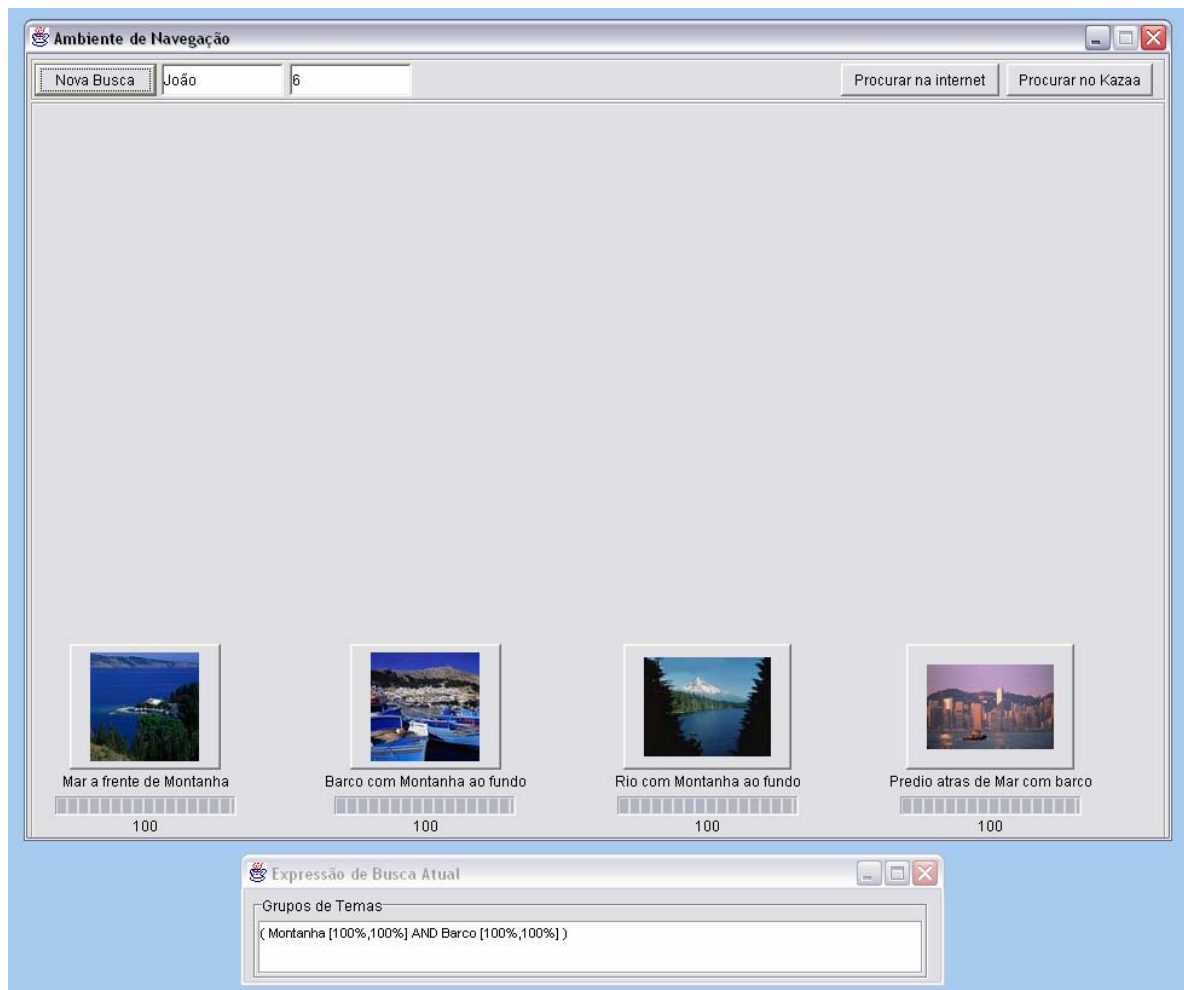 Ambiente de Navegação
Nova Busca João 6 Procurar na internet Procurar no Kazaa
Mar a frente de Montanha Barco com Montanha ao fundo Rio com Montanha ao fundo Predio atras de Mar com barco
100 100 100 100
Expressão de Busca Atual
Grupos de Temas
( Montanha [100%,100%] AND Barco [100%,100%] )